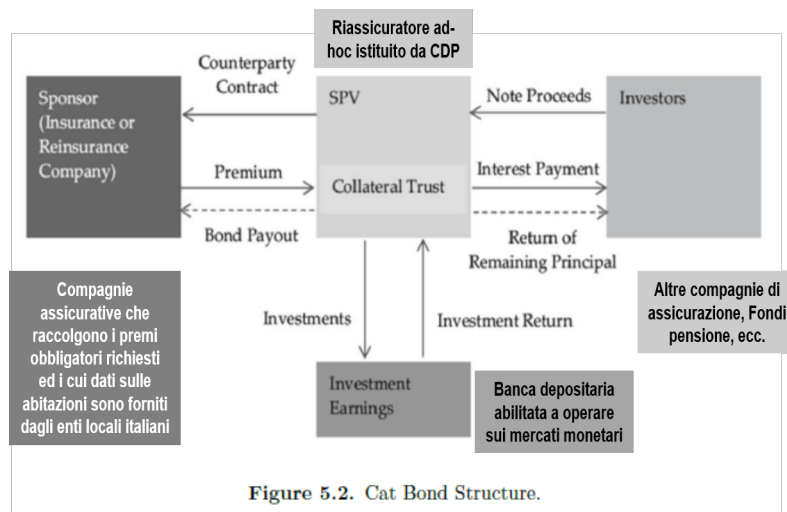 Riassicuratore ad-
hoc istituito da CDP
Counterparty
Contract
Sponsor
(Insurance or
Reinsurance
Company)
SPV
Note Proceeds
Investors
Premium
Collateral Trust
Interest Payment
Bond Payout
Return of
Remaining Principal
Compagnie
assicurative che
raccolgono i premi
obbligatori richiesti
ed i cui dati sulle
abitazioni sono forniti
dagli enti locali italiani
Altre compagnie di
assicurazione, Fondi
pensione, ecc.
Investments
Investment Return
Investment
Earnings
Banca depositaria
abilitata a operare
sui mercati monetari
Figure 5.2. Cat Bond Structure.